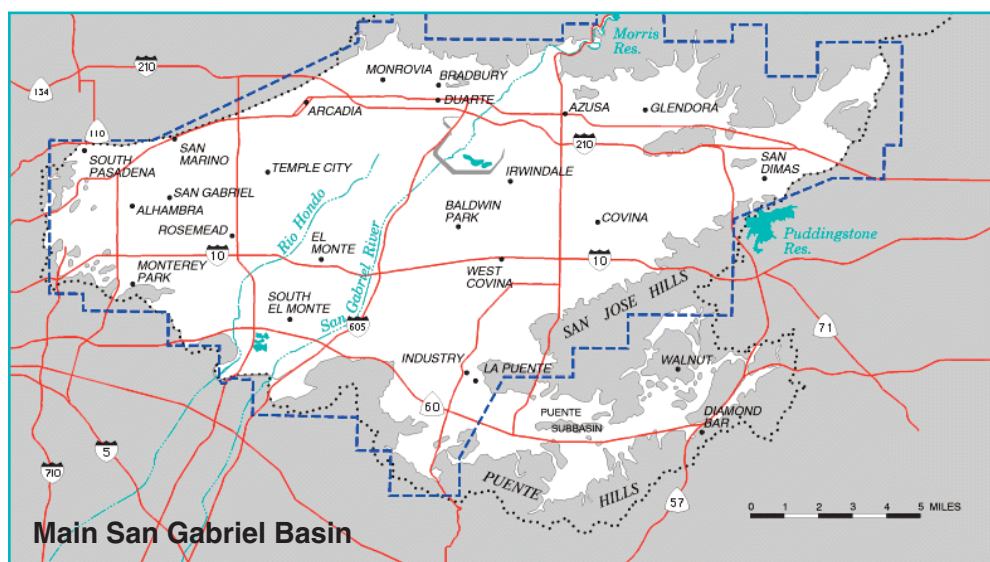 Morris
Res.
210
134
MONROVIA
BRADBURY
DUARTE
ARCADIA
AZUSA
GLENDORA
110
SOUTH
PASADENA
SAN
MARINO
210
TEMPLE CITY
IRWINDALE
SAN
DIMAS
SAN GABRIEL
ALHAMBRA
ROSEMEAD
Rio Hondo
BALDWIN
PARK
COVINA
Puddingstone
Res.
EL
MONTE
10
10
MONTEREY
PARK
San Gabriel River
WEST
COVINA
SOUTH
EL MONTE
SAN JOSE HILLS
605
71
INDUSTRY
LA PUENTE
WALNUT
60
PUENTE
SUBBASIN
DIAMOND
BAR
5
710
PUENTE HILLS
57
0 1 2 3 4 5 MILES
Main San Gabriel Basin